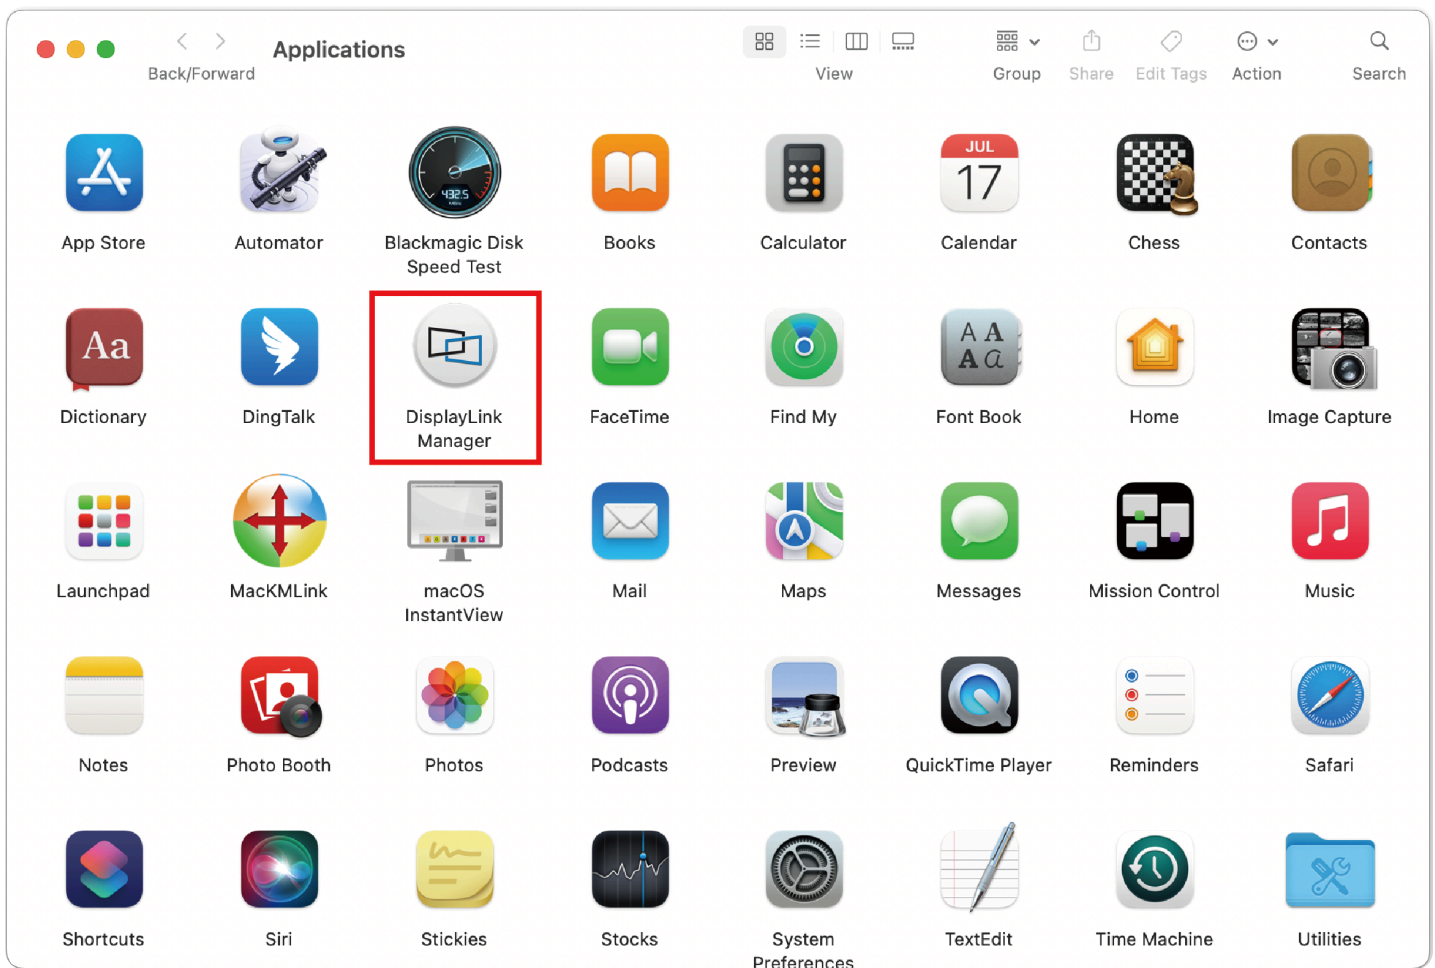 Applications
Back/Forward
View
Group
Share
Edit Tags
Action
Search
432.5
JUL
17
App Store
Automator
Blackmagic Disk
Speed Test
Books
Calculator
Calendar
Chess
Contacts
Aa
A A
A a
Dictionary
DingTalk
DisplayLink
Manager
FaceTime
Find My
Font Book
Home
Image Capture
Launchpad
MacKMLink
macOS
InstantView
Mail
Maps
Messages
Mission Control
Music
Notes
Photo Booth
Photos
Podcasts
Preview
QuickTime Player
Reminders
Safari
Shortcuts
Siri
Stickies
Stocks
System
Preferences
TextEdit
Time Machine
Utilities